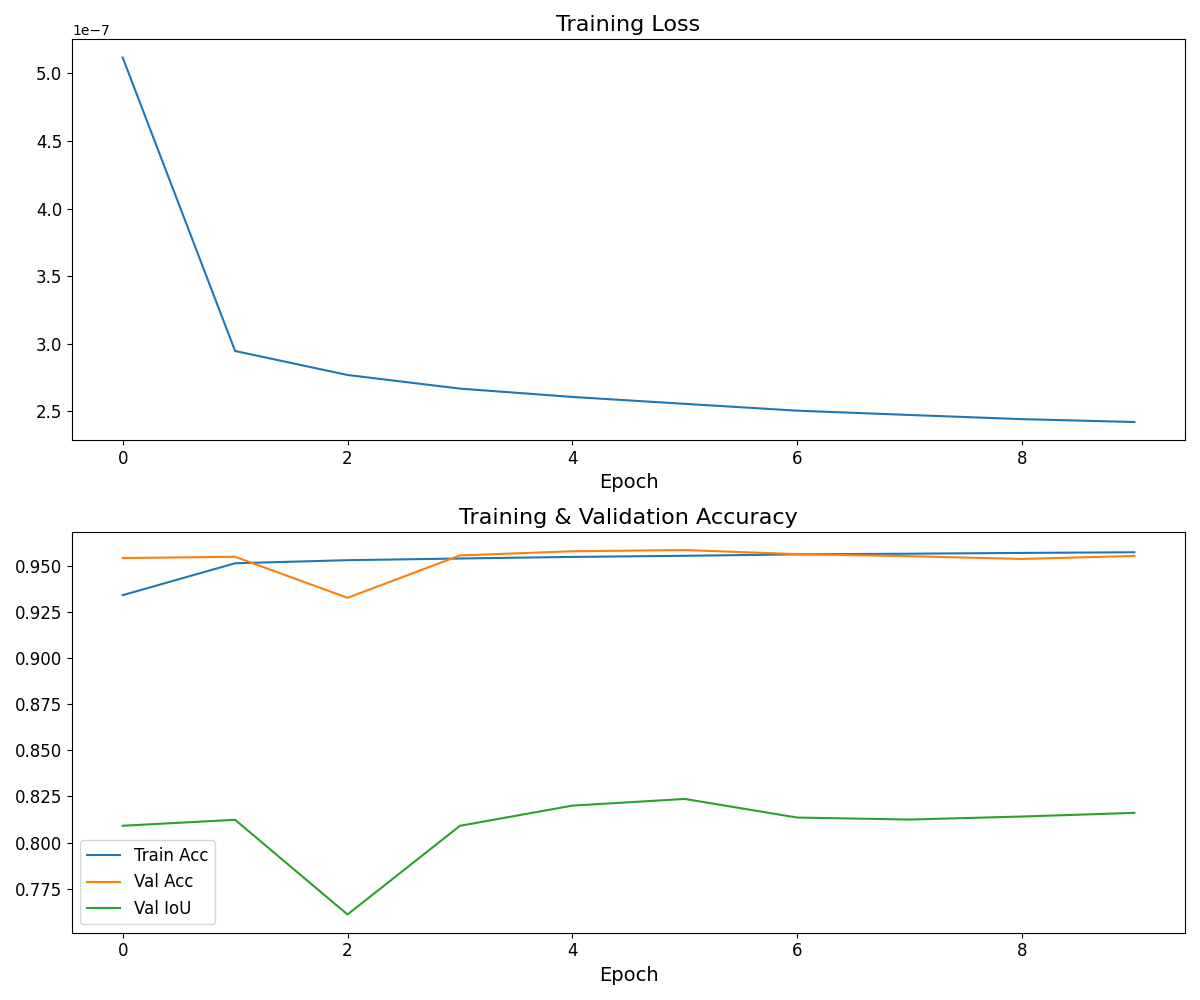 Training Loss
1e−7
5.0
4.5
4.0
3.5
3.0
2.5
0 2 4 6 8
Epoch
Training & Validation Accuracy
0.950
0.925
0.900
0.875
0.850
0.825
0.800
0.775
Train Acc
Val Acc
Val IoU
0 2 4 6 8
Epoch